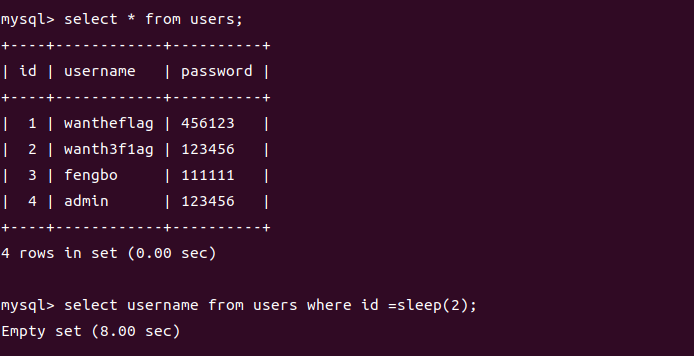 mysql> select * from users;
+----+------------+----------+
| id | username   | password |
+----+------------+----------+
|  1 | wantheflag | 456123   |
|  2 | wanth3f1ag | 123456   |
|  3 | fengbo     | 111111   |
|  4 | admin      | 123456   |
+----+------------+----------+
4 rows in set (0.00 sec)
mysql> select username from users where id =sleep(2);
Empty set (8.00 sec)